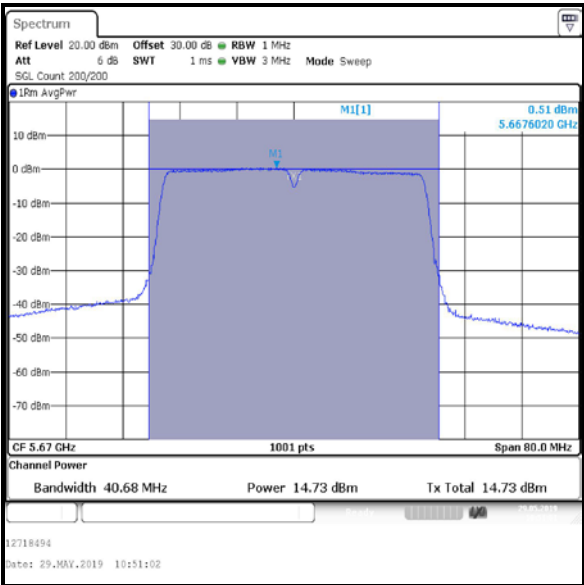 Spectrum
Ref Level 20.00 dBm Offset 30.00 dB RBW 1 MHz
Att 6 dB SWT 1 ms VBW 3 MHz Mode Sweep
SGL Count 200/200
1Rm AvgPwr
M1[1] 0.51 dBm
5.6676020 GHz
10 dBm
M1
0 dBm
-10 dBm
-20 dBm
-30 dBm
-40 dBm
-50 dBm
-60 dBm
-70 dBm
CF 5.67 GHz 1001 pts Span 80.0 MHz
Channel Power
Bandwidth 40.68 MHz Power 14.73 dBm Tx Total 14.73 dBm
12718494
Date: 29.MAY.2019 10:51:02